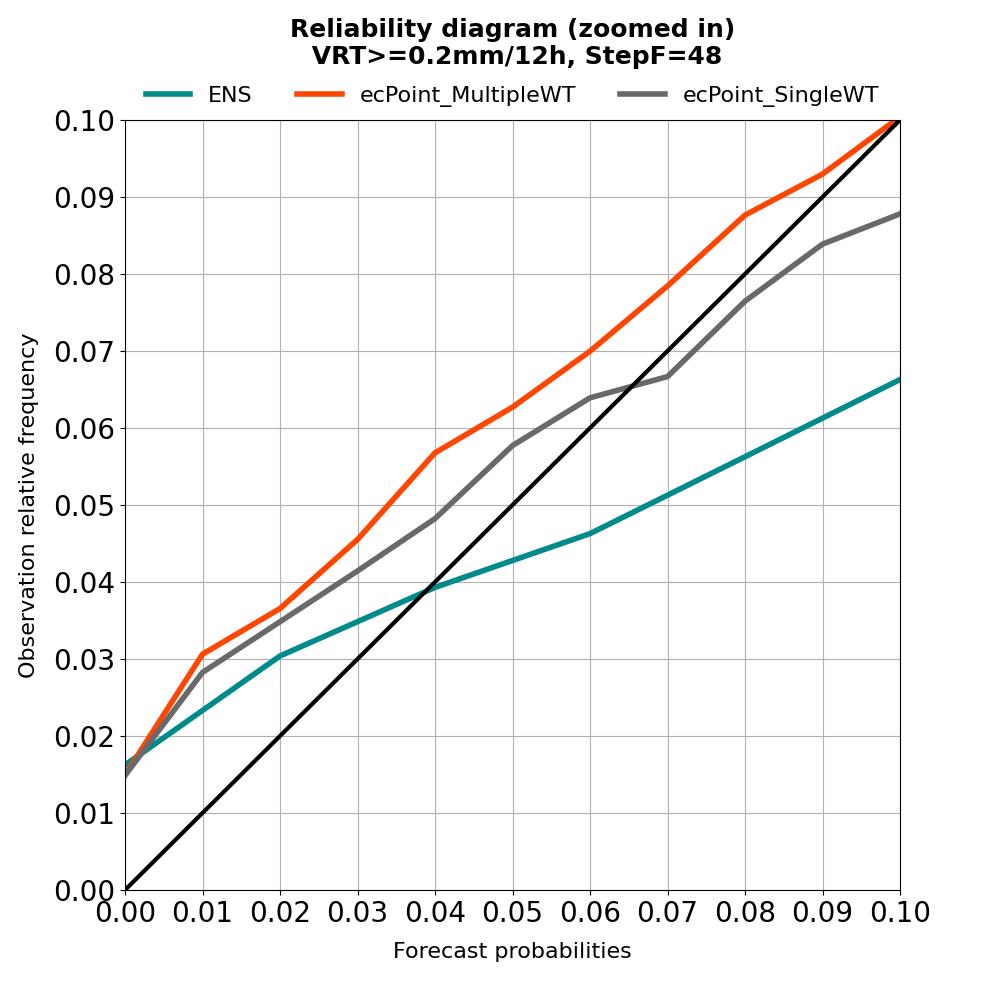 Reliability diagram (zoomed in)
VRT>=0.2mm/12h, StepF=48
ENS ecPoint_MultipleWT ecPoint_SingleWT
0.10
0.09
0.08
0.07
0.06
0.05
0.04
0.03
0.02
0.01
0.00
Observation relative frequency
0.00 0.01 0.02 0.03 0.04 0.05 0.06 0.07 0.08 0.09 0.10
Forecast probabilities